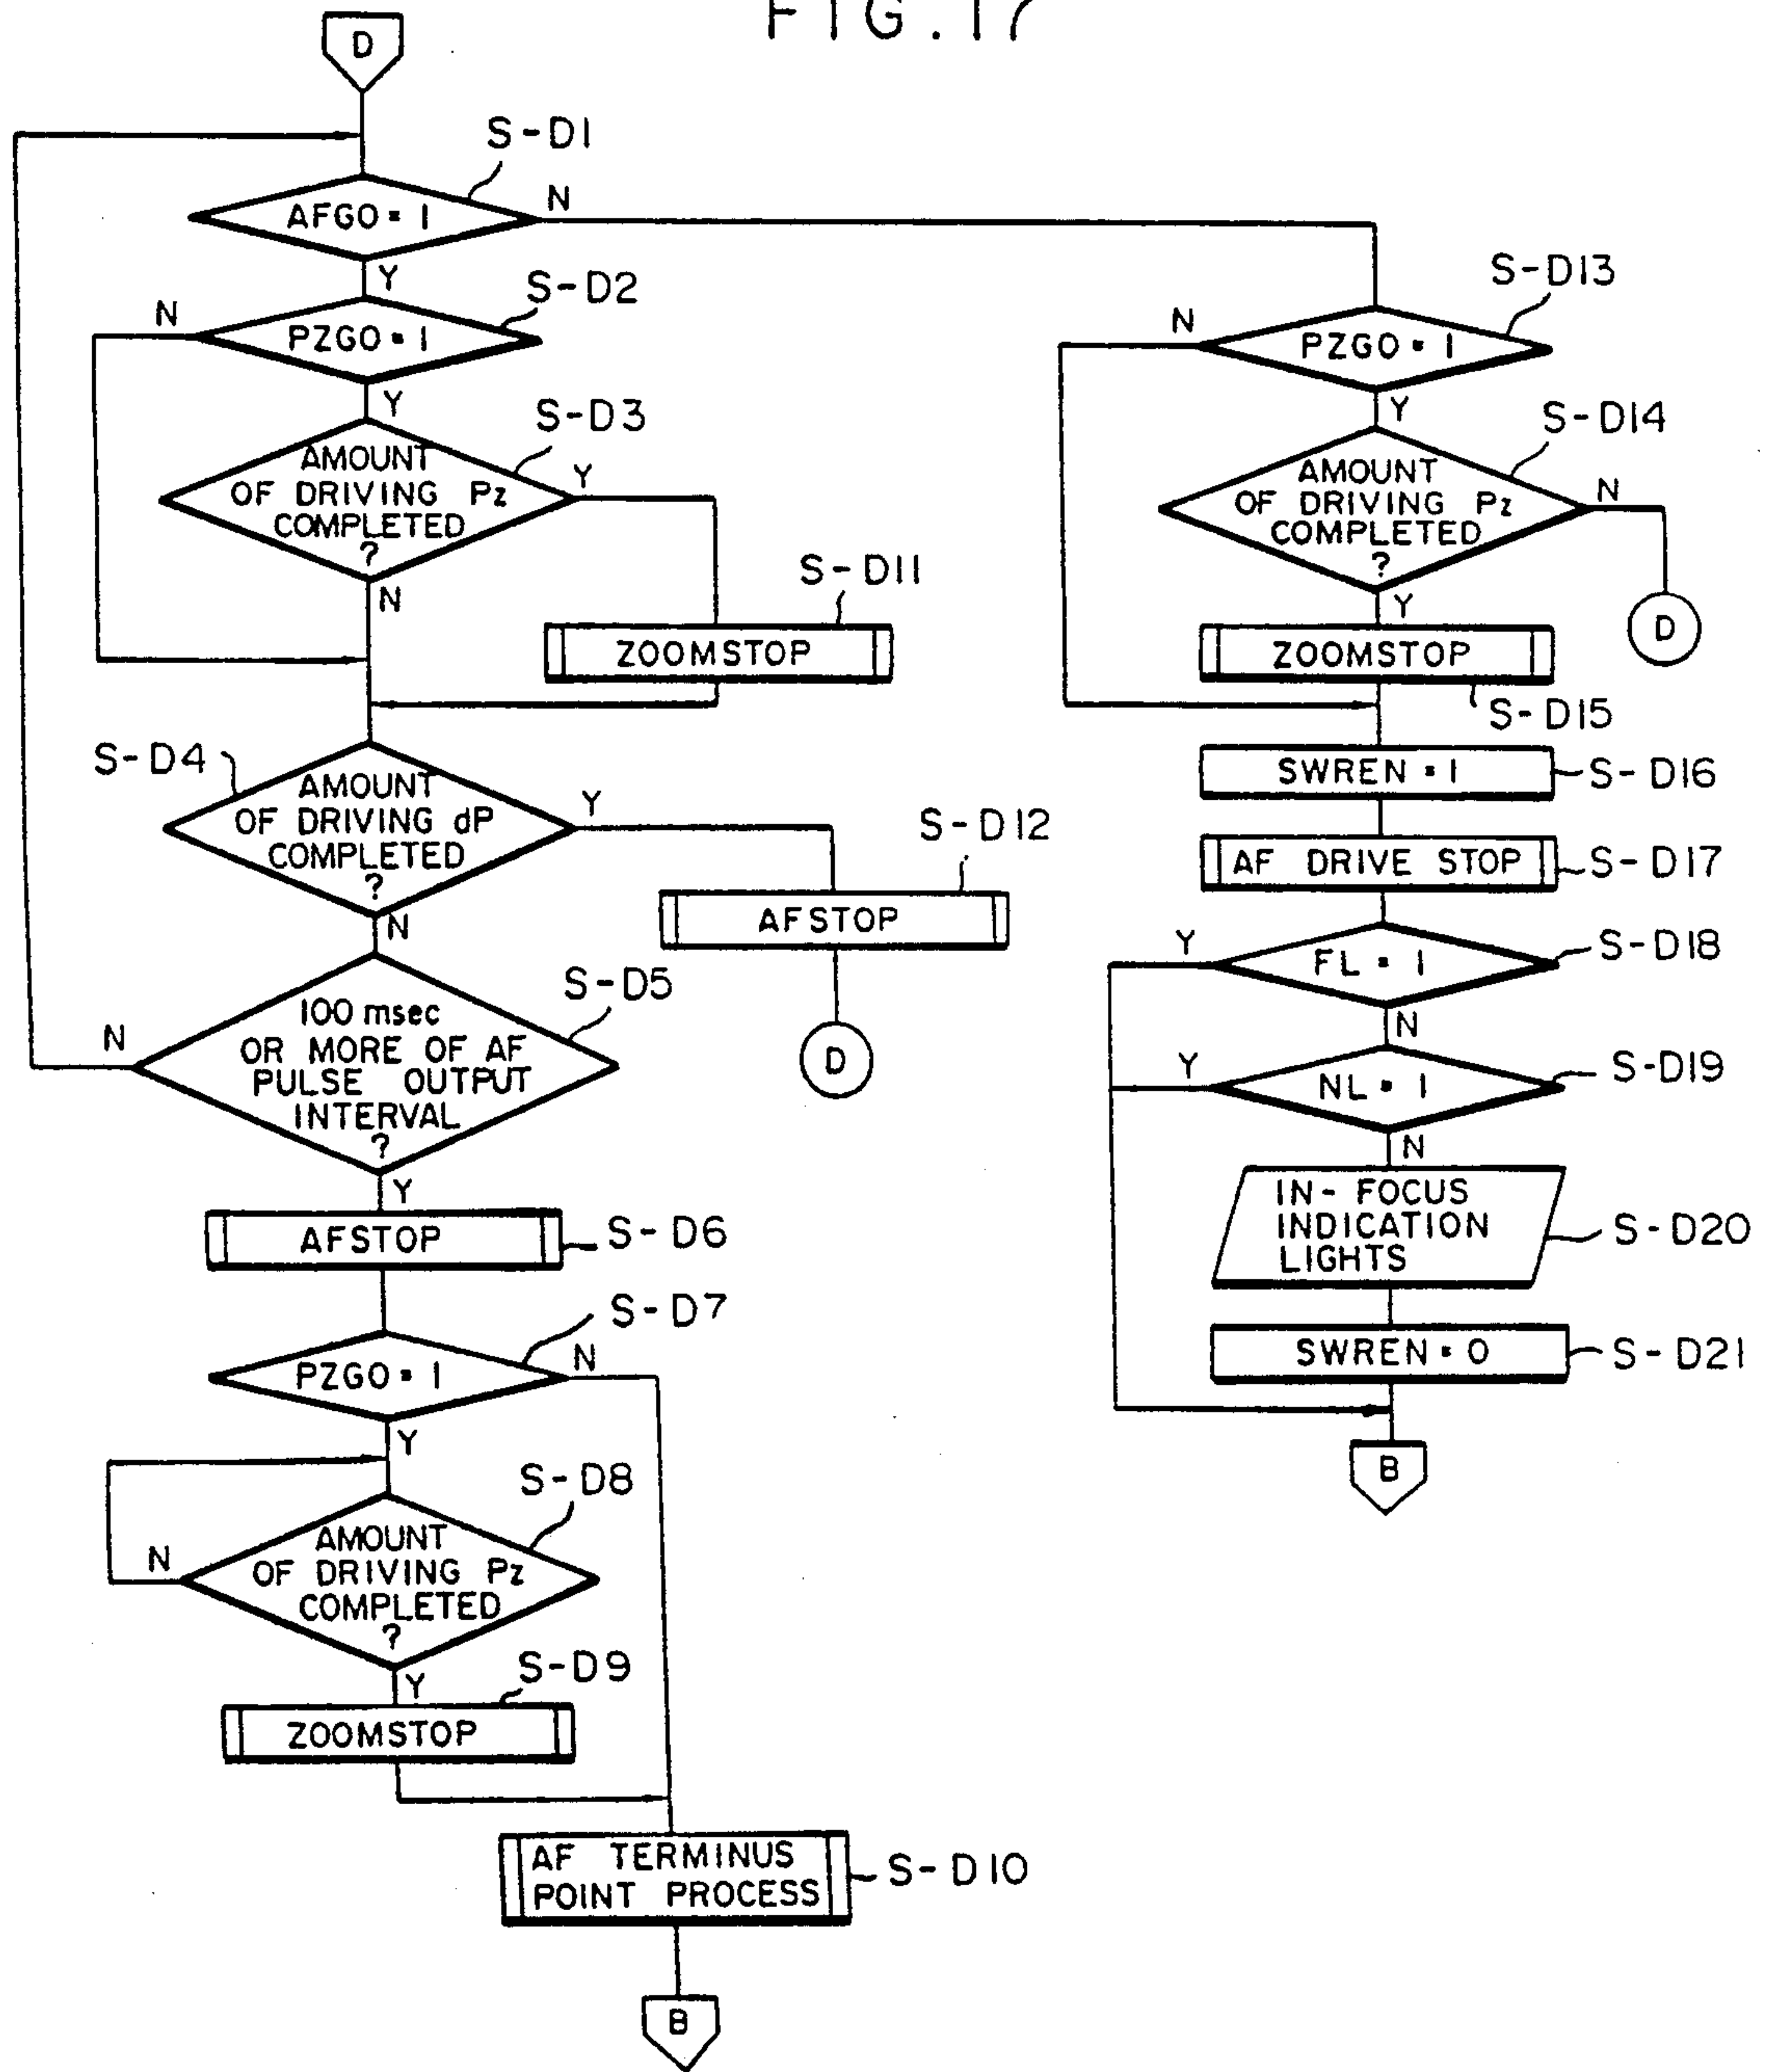 FIG. 17
D
S-D1
AFGO = 1
N
Y
S-D2
N
PZGO = 1
Y
S-D3
AMOUNT
OF DRIVING Pz
COMPLETED
?
Y
N
S-D11
ZOOMSTOP
S-D4
AMOUNT
OF DRIVING dP
COMPLETED
?
Y
N
S-D12
AFSTOP
D
S-D5
100 msec
OR MORE OF AF
PULSE OUTPUT
INTERVAL
?
N
Y
AFSTOP
S-D6
S-D7
PZGO = 1
N
Y
S-D8
AMOUNT
OF DRIVING Pz
COMPLETED
?
N
Y
S-D9
ZOOMSTOP
AF TERMINUS
POINT PROCESS
S-D10
B
S-D13
N
PZGO = 1
Y
S-D14
AMOUNT
OF DRIVING Pz
COMPLETED
?
N
D
Y
ZOOMSTOP
S-D15
SWREN = 1
S-D16
AF DRIVE STOP
S-D17
Y
FL = 1
S-D18
N
Y
NL = 1
S-D19
N
IN-FOCUS
INDICATION
LIGHTS
S-D20
SWREN = 0
S-D21
B